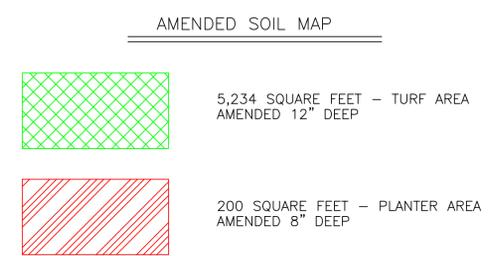 AMENDED SOIL MAP
5,234 SQUARE FEET – TURF AREA
AMENDED 12" DEEP
200 SQUARE FEET – PLANTER AREA
AMENDED 8" DEEP